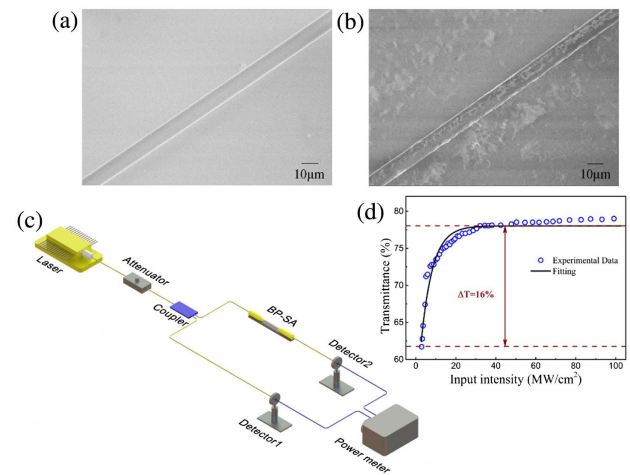 (a)
10μm
(b)
10μm
(c)
Laser
Attenuator
Coupler
BP-SA
Detector2
Detector1
Power meter
(d)
80
75
70
65
60
Transmittance (%)
Experimental Data
Fitting
ΔT=16%
0 20 40 60 80 100
Input intensity (MW/cm²)